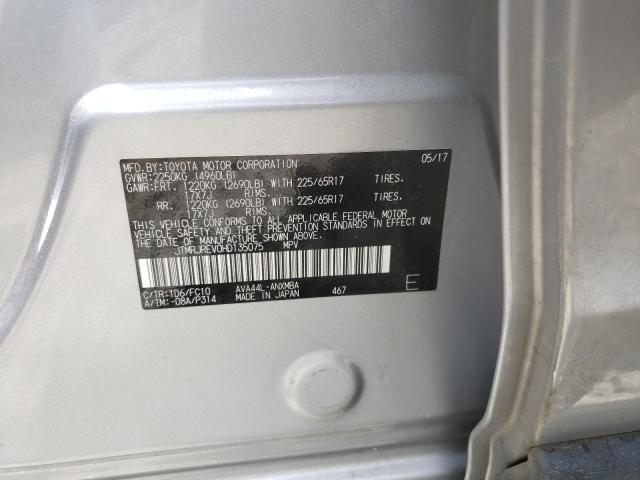 MFD.BY:TOYOTA MOTOR CORPORATION 05/17
GVWR:2250KG (4960LB)
GAWR:FRT. 1220KG (2690LB) WITH 225/65R17 TIRES.
17X7J RIMS.
RR. 1220KG (2690LB) WITH 225/65R17 TIRES.
17X7J RIMS.
THIS VEHICLE CONFORMS TO ALL APPLICABLE FEDERAL MOTOR
VEHICLE SAFETY, BUMPER, AND THEFT PREVENTION STANDARDS IN EFFECT ON
THE DATE OF MANUFACTURE SHOWN ABOVE.
JTMRJREV0HD135075 MPV
C/TR:1D6/FC10 AVA44L-ANXMBA
A/TM:-D8A/P314 MADE IN JAPAN 467 E